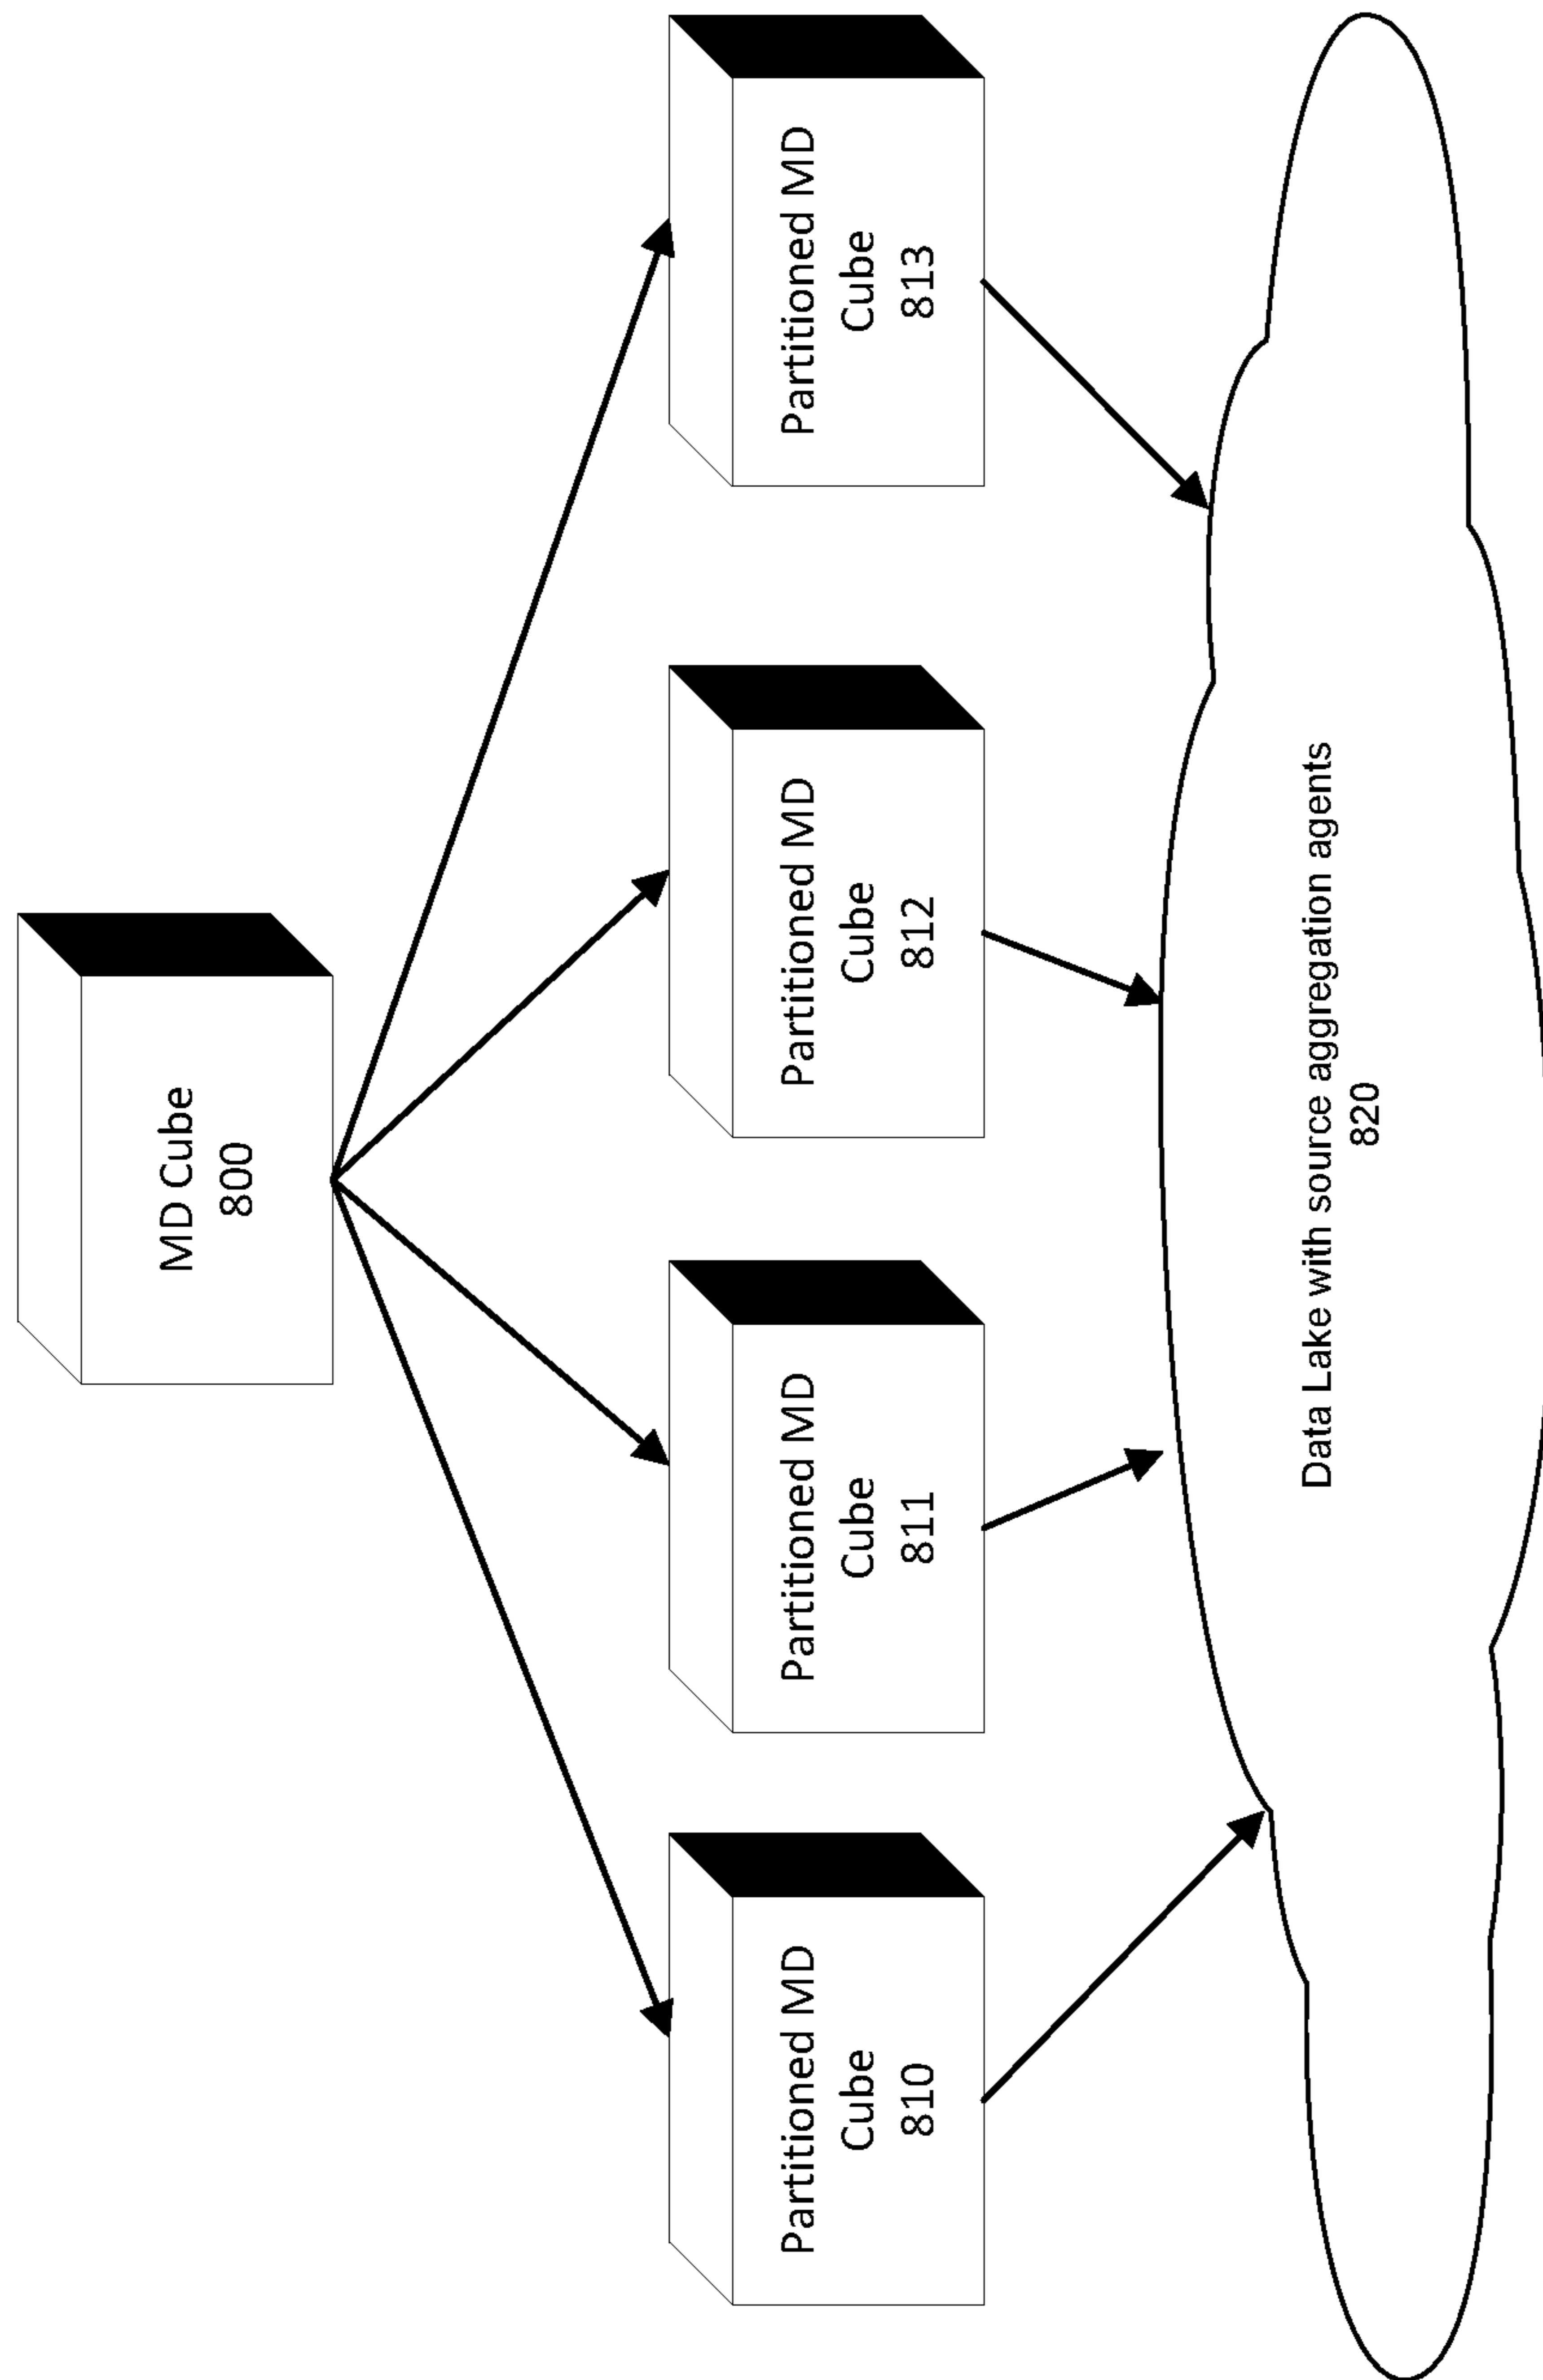 MD Cube
800
Partitioned MD
Cube
810
Partitioned MD
Cube
811
Partitioned MD
Cube
812
Partitioned MD
Cube
813
Data Lake with source aggregation agents
820